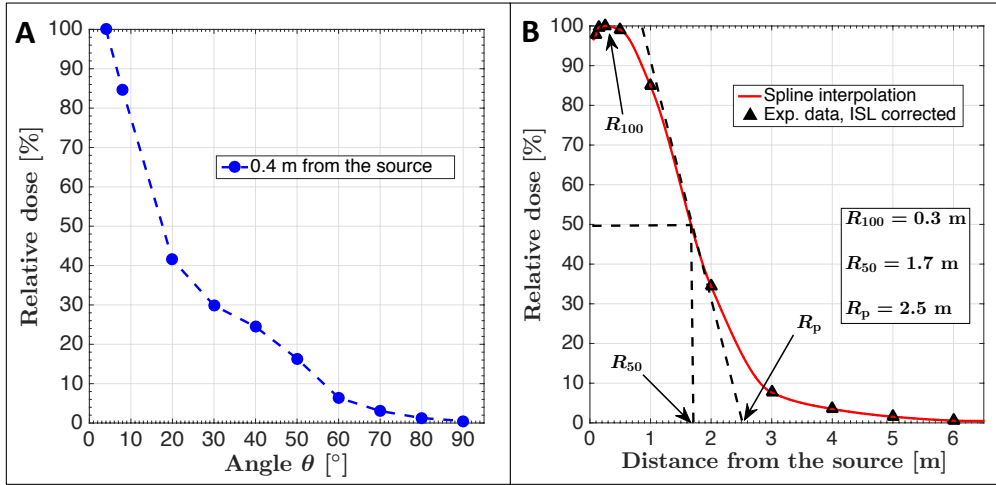 A
Relative dose [%]
100
90
80
70
60
50
40
30
20
10
0
0.4 m from the source
0 10 20 30 40 50 60 70 80 90
Angle θ [°]
B
Relative dose [%]
100
90
80
70
60
50
40
30
20
10
0
Spline interpolation
Exp. data, ISL corrected
R100
R100 = 0.3 m
R50 = 1.7 m
Rp = 2.5 m
R50
Rp
0 1 2 3 4 5 6
Distance from the source [m]